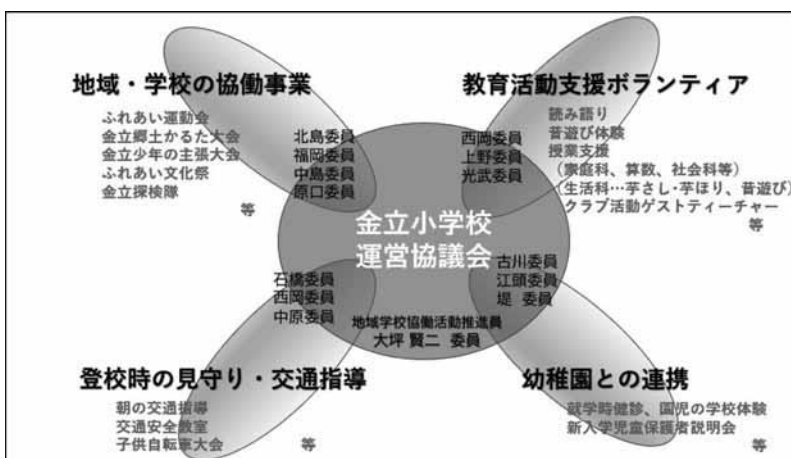 地域・学校の協働事業
ふれあい運動会
金立郷土かるた大会
金立少年の主張大会
ふれあい文化祭
金立探検隊
等
北島委員
福岡委員
中島委員
原口委員
教育活動支援ボランティア
読み語り
昔遊び体験
授業支援
（家庭科、算数、社会科等）
（生活科…芋さし・芋ほり、昔遊び）
クラブ活動ゲストティーチャー
等
西岡委員
上野委員
光武委員
金立小学校
運営協議会
石橋委員
西岡委員
中原委員
古川委員
江頭委員
堤 委員
地域学校協働活動推進員
大坪 賢二 委員
登校時の見守り・交通指導
朝の交通指導
交通安全教室
子供自転車大会
等
幼稚園との連携
就学時健診、園児の学校体験
新入学児童保護者説明会
等